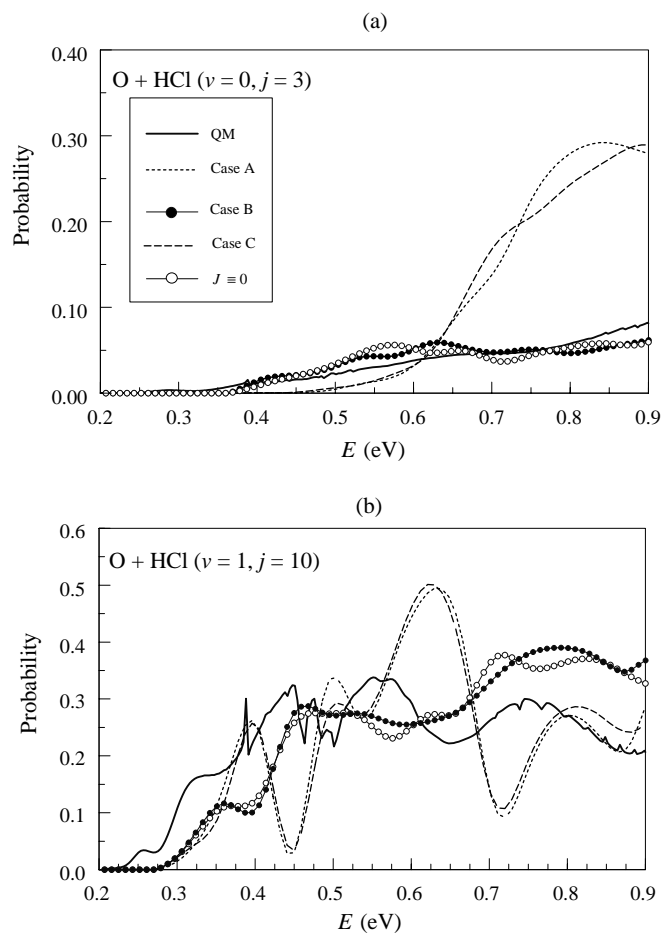 (a)
0.40
0.30
0.20
0.10
0.00
Probability
O + HCl (v = 0, j = 3)
QM
Case A
Case B
Case C
J ≡ 0
0.2 0.3 0.4 0.5 0.6 0.7 0.8 0.9
E (eV)
(b)
0.6
0.5
0.4
0.3
0.2
0.1
0.0
Probability
O + HCl (v = 1, j = 10)
0.2 0.3 0.4 0.5 0.6 0.7 0.8 0.9
E (eV)